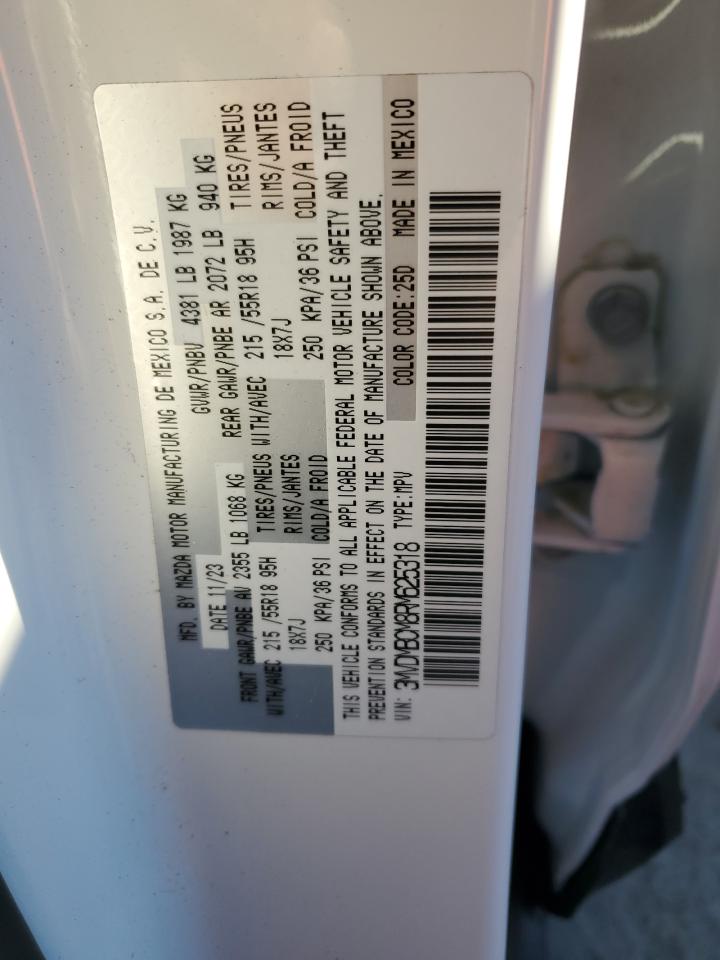 MFD. BY MAZDA MOTOR MANUFACTURING DE MEXICO S.A. DE C.V.
DATE 11/23 GVWR/PNBV 4381 LB 1987 KG
FRONT GAWR/PNBE AV 2355 LB 1068 KG REAR GAWR/PNBE AR 2072 LB 940 KG
WITH/AVEC 215 /55R18 95H TIRES/PNEUS WITH/AVEC 215 /55R18 95H TIRES/PNEUS
18X7J RIMS/JANTES 18X7J RIMS/JANTES
250 KPA/36 PSI COLD/A FROID 250 KPA/36 PSI COLD/A FROID
THIS VEHICLE CONFORMS TO ALL APPLICABLE FEDERAL MOTOR VEHICLE SAFETY AND THEFT
PREVENTION STANDARDS IN EFFECT ON THE DATE OF MANUFACTURE SHOWN ABOVE.
VIN: 3MVDMBCM8RM625318 TYPE:MPV COLOR CODE:25D MADE IN MEXICO